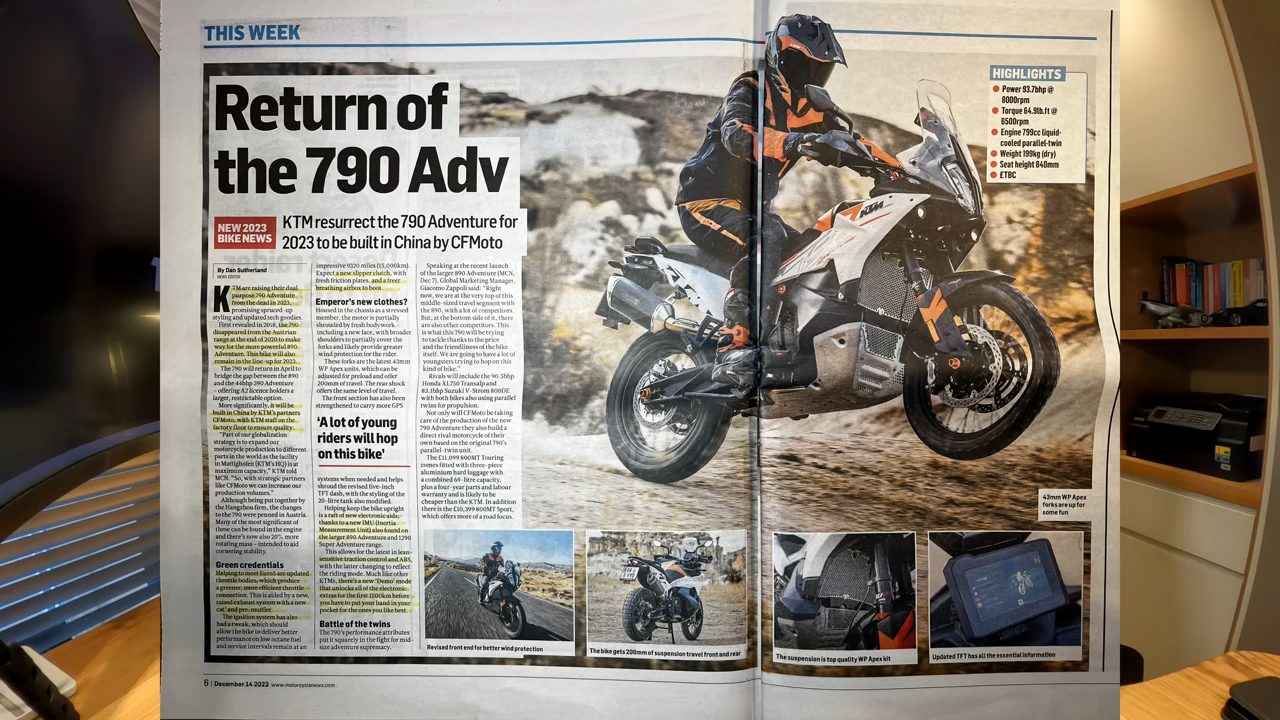 THIS WEEK
Return of
the 790 Adv
NEW 2023
BIKE NEWS
KTM resurrect the 790 Adventure for
2023 to be built in China by CFMoto
By Dan Sutherland
NEWS EDITOR
KTM are raising their dual
purpose 790 Adventure
from the dead in 2023,
promising spruced-up
styling and updated tech goodies.
First revealed in 2018, the 790
disappeared from the Austrian
range at the end of 2020 to make
way for the more powerful 890
Adventure. This bike will also
remain in the line-up for 2023.
The 790 will return in April to
bridge the gap between the 890
and the 44bhp 390 Adventure
– offering A2 licence holders a
larger, restrictable option.
More significantly, it will be
built in China by KTM's partners
CFMoto, with KTM staff on the
factory floor to ensure quality.
"Part of our globalization
strategy is to expand our
motorcycle production to different
parts in the world as the facility
in Mattighofen (KTM's HQ) is at
maximum capacity," KTM told
MCN. "So, with strategic partners
like CFMoto we can increase our
production volumes."
Although being put together by
the Hangzhou firm, the changes
to the 790 were penned in Austria.
Many of the most significant of
these can be found in the engine
and there's now also 20% more
rotating mass – intended to aid
cornering stability.
Green credentials
Helping to meet Euro5 are updated
throttle bodies, which produce
a greener, more efficient throttle
connection. This is aided by a new,
raised exhaust system with a new
cat' and pre-muffler.
The ignition system has also
had a tweak, which should
allow the bike to deliver better
performance on low octane fuel
and service intervals remain at an
impressive 9320 miles (15,000km).
Expect a new slipper clutch, with
fresh friction plates, and a freer
breathing airbox to boot.
Emperor's new clothes?
Housed in the chassis as a stressed
member, the motor is partially
shrouded by fresh bodywork –
including a new face, with broader
shoulders to partially cover the
forks and likely provide greater
wind protection for the rider.
These forks are the latest 43mm
WP Apex units, which can be
adjusted for preload and offer
200mm of travel. The rear shock
offers the same level of travel.
The front section has also been
strengthened to carry more GPS
'A lot of young
riders will hop
on this bike'
systems when needed and helps
shroud the revised five-inch
TFT dash, with the styling of the
20-litre tank also modified.
Helping keep the bike upright
is a raft of new electronic aids,
thanks to a new IMU (Inertia
Measurement Unit) also found on
the larger 890 Adventure and 1290
Super Adventure range.
This allows for the latest in lean-
sensitive traction control and ABS,
with the latter changing to reflect
the riding mode. Much like other
KTMs, there's a new 'Demo' mode
that unlocks all of the electronic
extras for the first 1500km before
you have to put your hand in your
pocket for the ones you like best.
Battle of the twins
The 790's performance attributes
put it squarely in the fight for mid-
size adventure supremacy.
Speaking at the recent launch
of the larger 890 Adventure (MCN,
Dec 7), Global Marketing Manager,
Giacomo Zappoli said: "Right
now, we are at the very top of this
middle-sized travel segment with
the 890, with a lot of competitors.
But, at the bottom end of it, there
are also other competitors. This
is what this 790 will be trying
to tackle thanks to the price
and the friendliness of the bike
itself. We are going to have a lot of
youngsters trying to hop on this
kind of bike."
Rivals will include the 90.5bhp
Honda XL750 Transalp and
83.1bhp Suzuki V-Strom 800DE
with both bikes also using parallel
twins for propulsion.
Not only will CFMoto be taking
care of the production of the new
790 Adventure they also build a
direct rival motorcycle of their
own based on the original 790's
parallel-twin unit.
The £11,099 800MT Touring
comes fitted with three-piece
aluminium hard luggage with
a combined 69-litre capacity,
plus a four-year parts and labour
warranty and is likely to be
cheaper than the KTM. In addition
there is the £10,399 800MT Sport,
which offers more of a road focus.
HIGHLIGHTS
Power 93.7bhp @
8000rpm
Torque 64.9lb.ft @
6500rpm
Engine 799cc liquid-
cooled parallel-twin
Weight 199kg (dry)
Seat height 840mm
£TBC
KTM
43mm WP Apex
forks are up for
some fun
Revised front end for better wind protection
The bike gets 200mm of suspension travel front and rear
The suspension is top quality WP Apex kit
Updated TFT has all the essential information
6 | December 14 2022 www.motorcyclenews.com